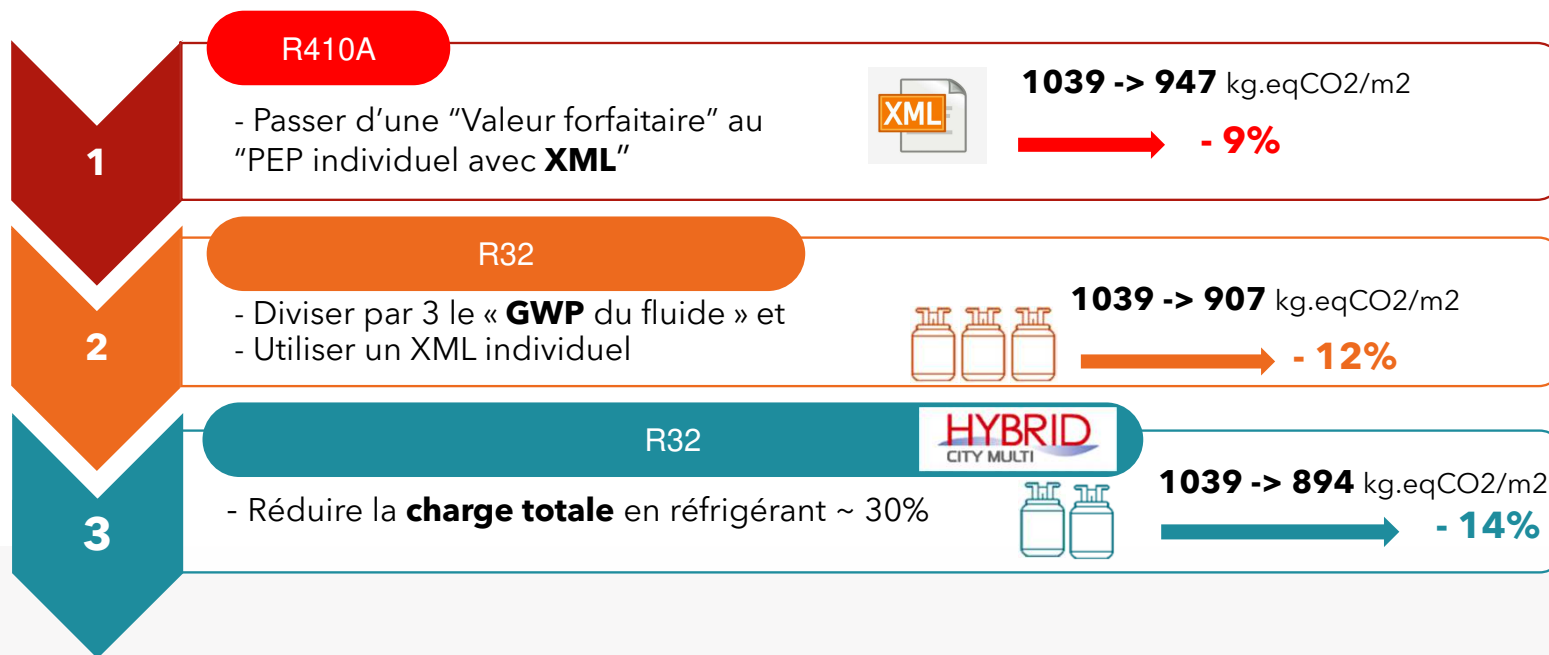 R410A
1
- Passer d’une “Valeur forfaitaire” au
“PEP individuel avec XML”
XML
1039 -> 947 kg.eqCO2/m2
- 9%
R32
2
- Diviser par 3 le « GWP du fluide » et
- Utiliser un XML individuel
1039 -> 907 kg.eqCO2/m2
- 12%
R32
HYBRID
CITY MULTI
3
- Réduire la charge totale en réfrigérant ~ 30%
1039 -> 894 kg.eqCO2/m2
- 14%